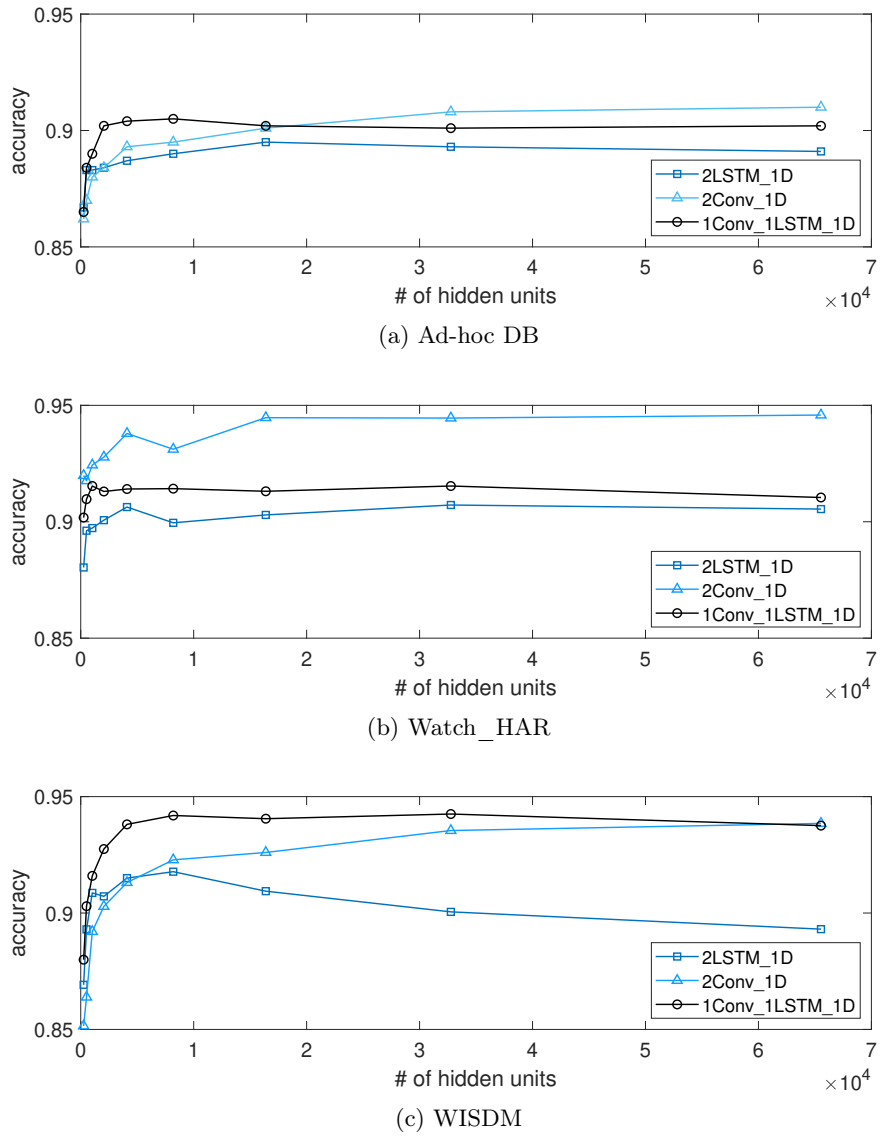 0.95
0.9
0.85
accuracy
2LSTM_1D
2Conv_1D
1Conv_1LSTM_1D
0 1 2 3 4 5 6 7
# of hidden units
×10^4
(a) Ad-hoc DB
0.95
0.9
0.85
accuracy
2LSTM_1D
2Conv_1D
1Conv_1LSTM_1D
0 1 2 3 4 5 6 7
# of hidden units
×10^4
(b) Watch_HAR
0.95
0.9
0.85
accuracy
2LSTM_1D
2Conv_1D
1Conv_1LSTM_1D
0 1 2 3 4 5 6 7
# of hidden units
×10^4
(c) WISDM